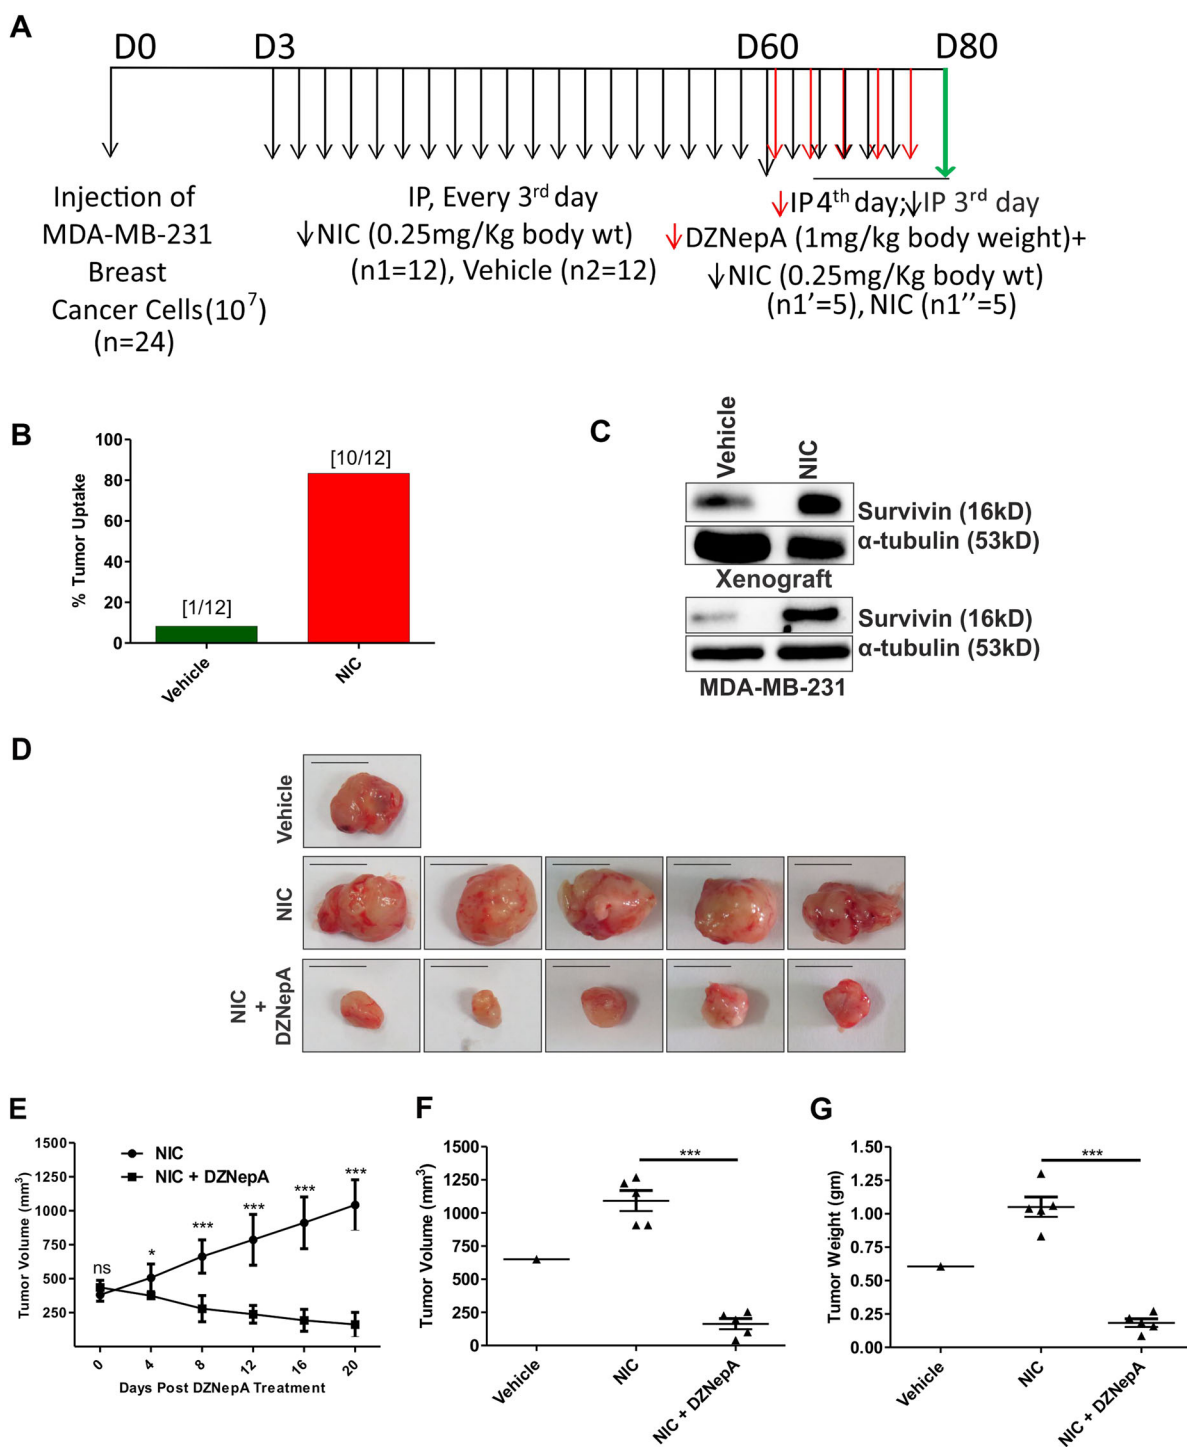 A
D0 D3 D60 D80
Injection of
MDA-MB-231
Breast
Cancer Cells(10⁷)
(n=24)
IP, Every 3rd day
↓NIC (0.25mg/Kg body wt)
(n1=12), Vehicle (n2=12)
↓IP 4th day;↓IP 3rd day
↓DZNepA (1mg/kg body weight)+
↓NIC (0.25mg/Kg body wt)
(n1’=5), NIC (n1’’=5)
B
% Tumor Uptake
100
80
60
40
20
0
[1/12]
[10/12]
Vehicle
NIC
C
Vehicle
NIC
Survivin (16kD)
α-tubulin (53kD)
Xenograft
Survivin (16kD)
α-tubulin (53kD)
MDA-MB-231
D
Vehicle
NIC
NIC
+
DZNepA
E
Tumor Volume (mm³)
1500
1250
1000
750
500
250
NIC
NIC + DZNepA
ns
*
***
***
***
***
0 4 8 12 16 20
Days Post DZNepA Treatment
F
Tumor Volume (mm³)
1500
1250
1000
750
500
250
0
***
Vehicle
NIC
NIC + DZNepA
G
Tumor Weight (gm)
1.50
1.25
1.00
0.75
0.50
0.25
0.00
***
Vehicle
NIC
NIC + DZNepA